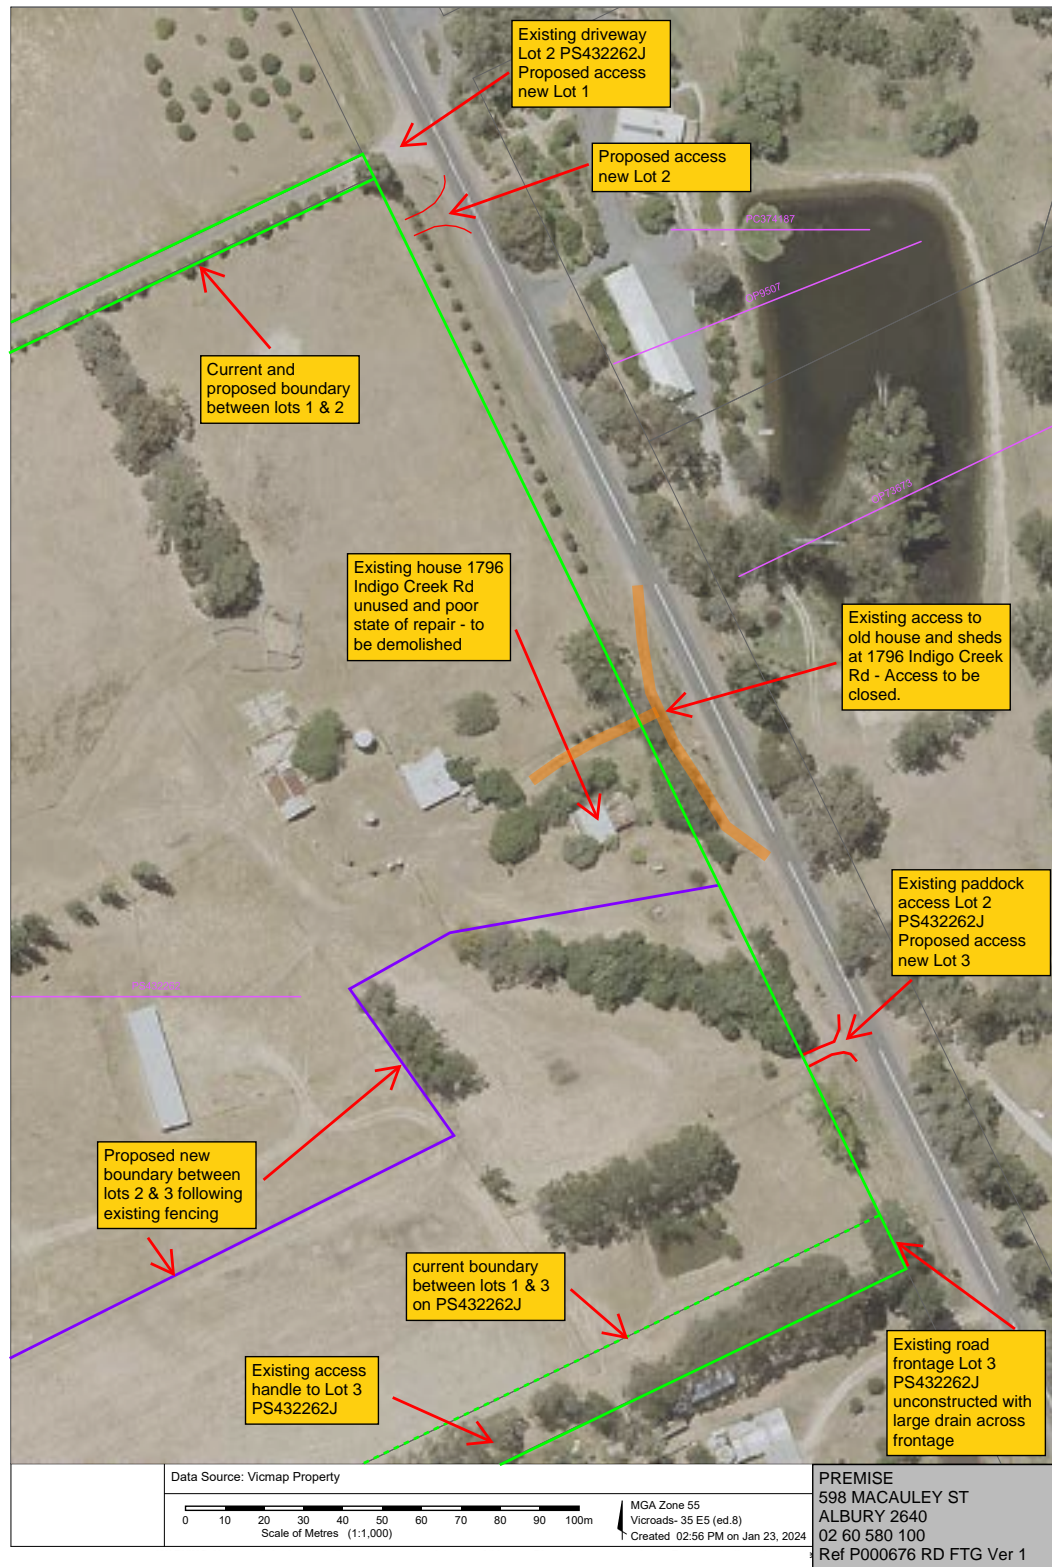 Existing driveway
Lot 2 PS432262J
Proposed access
new Lot 1
Proposed access
new Lot 2
PC374187
Current and
proposed boundary
between lots 1 & 2
Existing house 1796
Indigo Creek Rd
unused and poor
state of repair - to
be demolished
Existing access to
old house and sheds
at 1796 Indigo Creek
Rd - Access to be
closed.
Existing paddock
access Lot 2
PS432262J
Proposed access
new Lot 3
Proposed new
boundary between
lots 2 & 3 following
existing fencing
current boundary
between lots 1 & 3
on PS432262J
Existing access
handle to Lot 3
PS432262J
Existing road
frontage Lot 3
PS432262J
unconstructed with
large drain across
frontage
Data Source: Vicmap Property
0 10 20 30 40 50 60 70 80 90 100m
Scale of Metres (1:1,000)
MGA Zone 55
Vicroads- 35 E5 (ed.8)
Created 02:56 PM on Jan 23, 2024
PREMISE
598 MACAULEY ST
ALBURY 2640
02 60 580 100
Ref P000676 RD FTG Ver 1